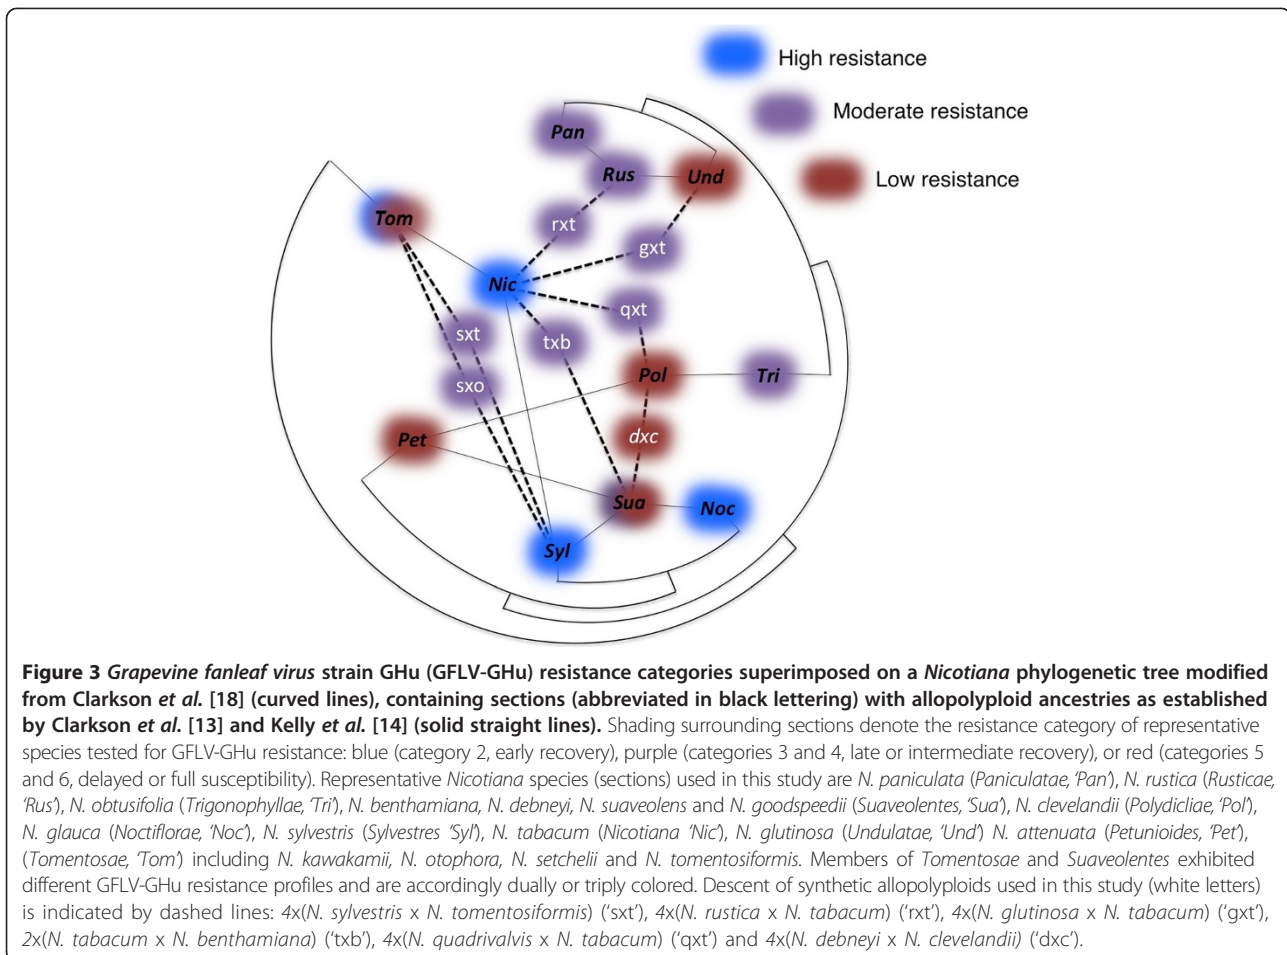 High resistance
Moderate resistance
Low resistance
Pan
Rus
Und
Tom
rxt
gxt
Nic
qxt
sxt
txb
sxo
Pol
Tri
Pet
dxc
Sua
Noc
Syl
Figure 3 Grapevine fanleaf virus strain GHu (GFLV-GHu) resistance categories superimposed on a Nicotiana phylogenetic tree modified
from Clarkson et al. [18] (curved lines), containing sections (abbreviated in black lettering) with allopolyploid ancestries as established
by Clarkson et al. [13] and Kelly et al. [14] (solid straight lines). Shading surrounding sections denote the resistance category of representative
species tested for GFLV-GHu resistance: blue (category 2, early recovery), purple (categories 3 and 4, late or intermediate recovery), or red (categories 5
and 6, delayed or full susceptibility). Representative Nicotiana species (sections) used in this study are N. paniculata (Paniculatae, 'Pan'), N. rustica (Rusticae,
'Rus'), N. obtusifolia (Trigonophyllae, 'Tri'), N. benthamiana, N. debneyi, N. suaveolens and N. goodspeedii (Suaveolentes, 'Sua'), N. clevelandii (Polydicliae, 'Pol'),
N. glauca (Noctiflorae, 'Noc'), N. sylvestris (Sylvestres 'Syl'), N. tabacum (Nicotiana 'Nic'), N. glutinosa (Undulatae, 'Und') N. attenuata (Petunioides, 'Pet'),
(Tomentosae, 'Tom') including N. kawakamii, N. otophora, N. setchelii and N. tomentosiformis. Members of Tomentosae and Suaveolentes exhibited
different GFLV-GHu resistance profiles and are accordingly dually or triply colored. Descent of synthetic allopolyploids used in this study (white letters)
is indicated by dashed lines: 4x(N. sylvestris x N. tomentosiformis) ('sxt'), 4x(N. rustica x N. tabacum) ('rxt'), 4x(N. glutinosa x N. tabacum) ('gxt'),
2x(N. tabacum x N. benthamiana) ('txb'), 4x(N. quadrivalvis x N. tabacum) ('qxt') and 4x(N. debneyi x N. clevelandii) ('dxc').